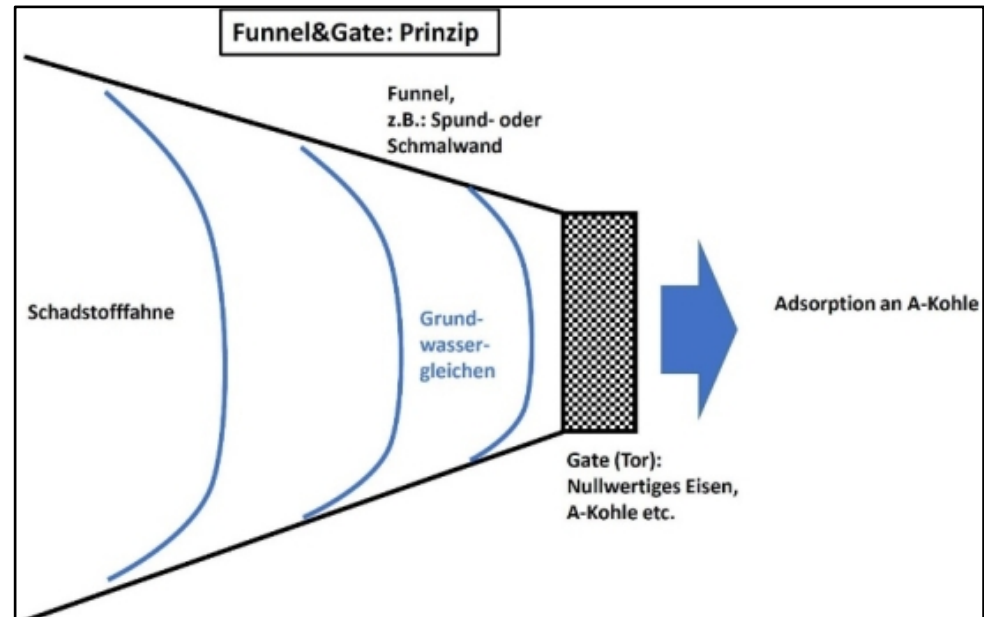 Funnel&Gate: Prinzip
Funnel,
z.B.: Spund- oder
Schmalwand
Schadstofffahne
Grund-
wasser-
gleichen
Adsorption an A-Kohle
Gate (Tor):
Nullwertiges Eisen,
A-Kohle etc.